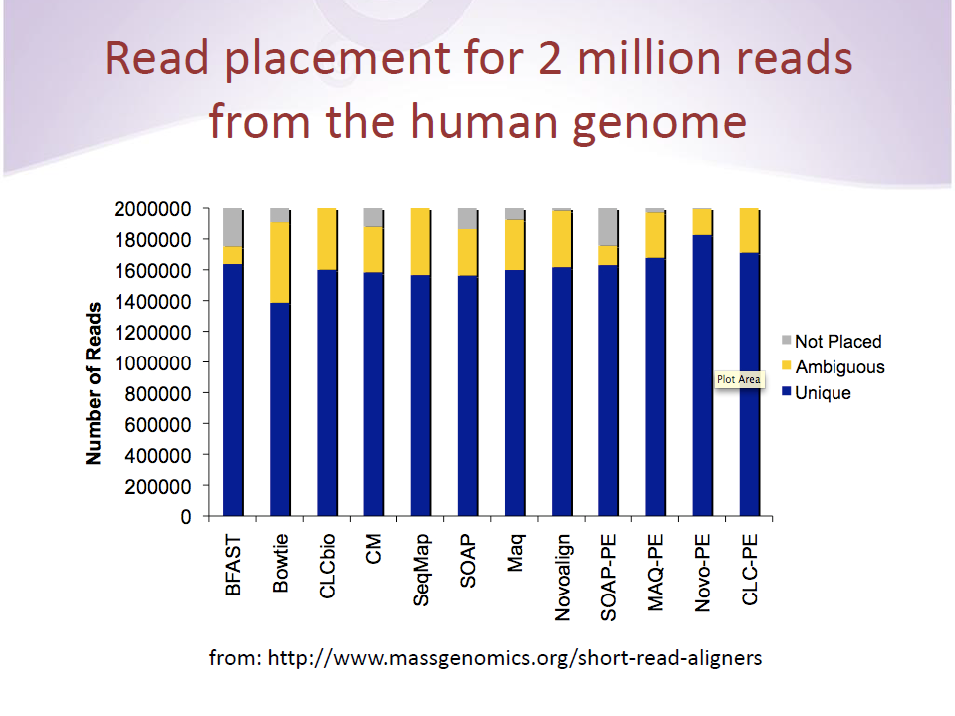 Read placement for 2 million reads
from the human genome
2000000
1800000
1600000
1400000
1200000
1000000
800000
600000
400000
200000
0
Number of Reads
Not Placed
Ambiguous
Unique
Plot Area
BFAST
Bowtie
CLCbio
CM
SeqMap
SOAP
Maq
Novoalign
SOAP-PE
MAQ-PE
Novo-PE
CLC-PE
from: http://www.massgenomics.org/short-read-aligners